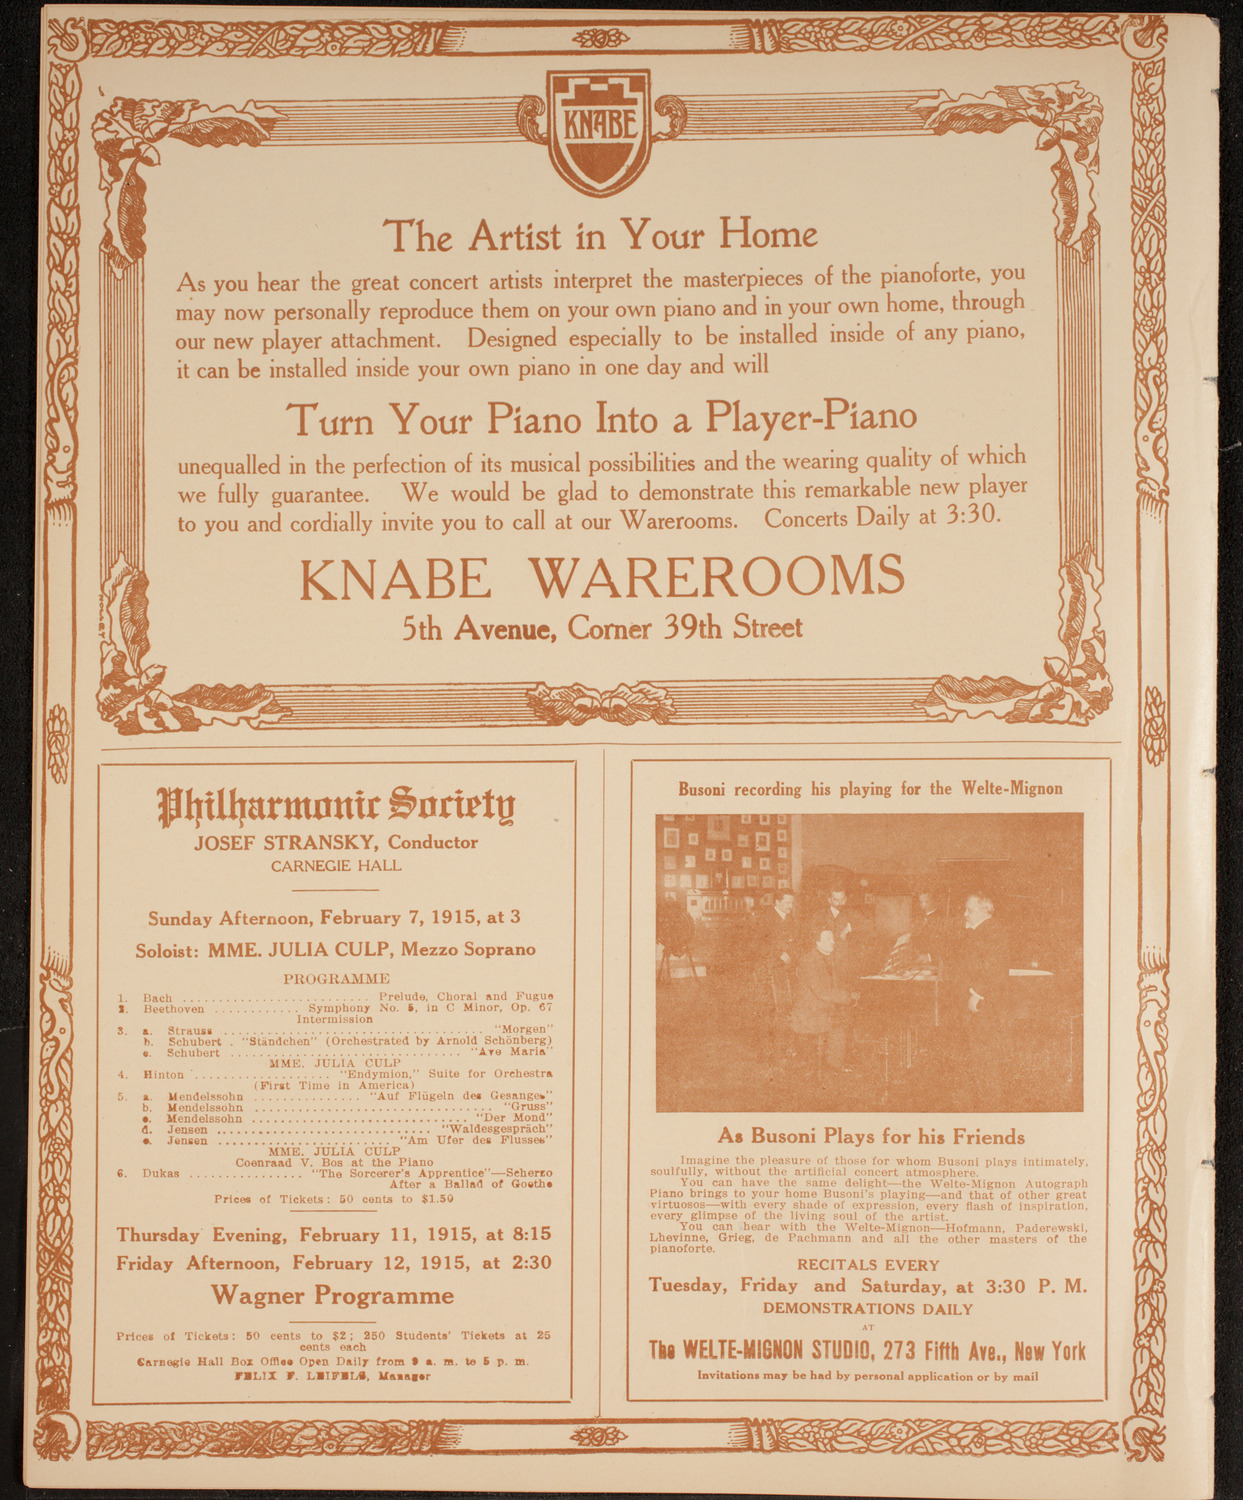 KNABE
The Artist in Your Home
As you hear the great concert artists interpret the masterpieces of the pianoforte, you
may now personally reproduce them on your own piano and in your own home, through
our new player attachment. Designed especially to be installed inside of any piano,
it can be installed inside your own piano in one day and will
Turn Your Piano Into a Player-Piano
unequalled in the perfection of its musical possibilities and the wearing quality of which
we fully guarantee. We would be glad to demonstrate this remarkable new player
to you and cordially invite you to call at our Warerooms. Concerts Daily at 3:30.
KNABE WAREROOMS
5th Avenue, Corner 39th Street
Philharmonic Society
JOSEF STRANSKY, Conductor
CARNEGIE HALL
Sunday Afternoon, February 7, 1915, at 3
Soloist: MME. JULIA CULP, Mezzo Soprano
PROGRAMME
1. Bach .......................... Prelude, Choral and Fugue
2. Beethoven ............ Symphony No. 5, in C Minor, Op. 67
Intermission
3. a. Strauss ........................................ "Morgen"
b. Schubert . "Ständchen" (Orchestrated by Arnold Schönberg)
c. Schubert ................................ "Ave Maria"
MME. JULIA CULP
4. Hinton ................... "Endymion," Suite for Orchestra
(First Time in America)
5. a. Mendelssohn .............. "Auf Flügeln des Gesanges"
b. Mendelssohn ................................. "Gruss"
c. Mendelssohn .............................. "Der Mond"
d. Jensen .............................. "Waldesgespräch"
e. Jensen ........................ "Am Ufer des Flusses"
MME. JULIA CULP
Coenraad V. Bos at the Piano
6. Dukas ................ "The Sorcerer's Apprentice"—Scherzo
After a Ballad of Goethe
Prices of Tickets: 50 cents to $1.50
Thursday Evening, February 11, 1915, at 8:15
Friday Afternoon, February 12, 1915, at 2:30
Wagner Programme
Prices of Tickets: 50 cents to $2; 250 Students' Tickets at 25
cents each
Carnegie Hall Box Office Open Daily from 9 a. m. to 5 p. m.
FELIX F. LEIFELS, Manager
Busoni recording his playing for the Welte-Mignon
As Busoni Plays for his Friends
Imagine the pleasure of those for whom Busoni plays intimately,
soulfully, without the artificial concert atmosphere.
You can have the same delight—the Welte-Mignon Autograph
Piano brings to your home Busoni's playing—and that of other great
virtuosos—with every shade of expression, every flash of inspiration,
every glimpse of the living soul of the artist.
You can hear with the Welte-Mignon—Hofmann, Paderewski,
Lhevinne, Grieg, de Pachmann and all the other masters of the
pianoforte.
RECITALS EVERY
Tuesday, Friday and Saturday, at 3:30 P. M.
DEMONSTRATIONS DAILY
AT
The WELTE-MIGNON STUDIO, 273 Fifth Ave., New York
Invitations may be had by personal application or by mail